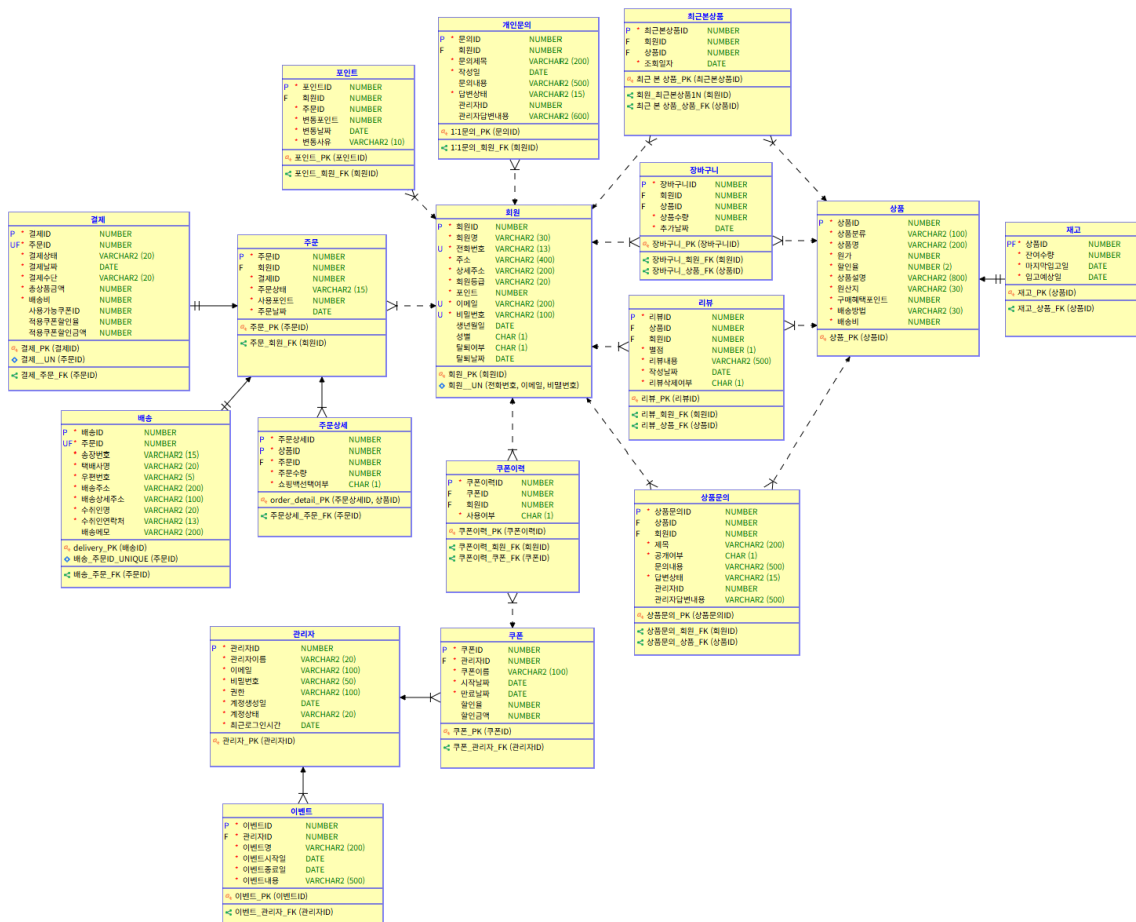 개인문의
P * 문의ID NUMBER
F 회원ID NUMBER
* 문의제목 VARCHAR2 (200)
* 작성일 DATE
문의내용 VARCHAR2 (500)
* 답변상태 VARCHAR2 (15)
관리자ID NUMBER
관리자답변내용 VARCHAR2 (600)
1:1문의_PK (문의ID)
1:1문의_회원_FK (회원ID)
최근본상품
P * 최근본상품ID NUMBER
F 회원ID NUMBER
F 상품ID NUMBER
* 조회일자 DATE
최근 본 상품_PK (최근본상품ID)
회원_최근본상품1N (회원ID)
최근 본 상품_상품_FK (상품ID)
포인트
P * 포인트ID NUMBER
F 회원ID NUMBER
* 주문ID NUMBER
* 변동포인트 NUMBER
* 변동날짜 DATE
* 변동사유 VARCHAR2 (10)
포인트_PK (포인트ID)
포인트_회원_FK (회원ID)
장바구니
P * 장바구니ID NUMBER
F 회원ID NUMBER
F 상품ID NUMBER
* 상품수량 NUMBER
* 추가날짜 DATE
장바구니_PK (장바구니ID)
장바구니_회원_FK (회원ID)
장바구니_상품_FK (상품ID)
결제
P * 결제ID NUMBER
UF * 주문ID NUMBER
* 결제상태 VARCHAR2 (20)
* 결제날짜 DATE
* 결제수단 VARCHAR2 (20)
* 총상품금액 NUMBER
* 배송비 NUMBER
사용가능쿠폰ID NUMBER
적용쿠폰할인율 NUMBER
적용쿠폰할인금액 NUMBER
결제_PK (결제ID)
결제__UN (주문ID)
결제_주문_FK (주문ID)
주문
P * 주문ID NUMBER
F 회원ID NUMBER
* 결제ID NUMBER
* 주문상태 VARCHAR2 (15)
* 사용포인트 NUMBER
* 주문날짜 DATE
주문_PK (주문ID)
주문_회원_FK (회원ID)
회원
P * 회원ID NUMBER
* 회원명 VARCHAR2 (30)
U * 전화번호 VARCHAR2 (13)
* 주소 VARCHAR2 (400)
* 상세주소 VARCHAR2 (200)
* 회원등급 VARCHAR2 (20)
* 포인트 NUMBER
U * 이메일 VARCHAR2 (200)
U * 비밀번호 VARCHAR2 (100)
생년월일 DATE
성별 CHAR (1)
탈퇴여부 CHAR (1)
탈퇴날짜 DATE
회원_PK (회원ID)
회원__UN (전화번호, 이메일, 비밀번호)
상품
P * 상품ID NUMBER
* 상품분류 VARCHAR2 (100)
* 상품명 VARCHAR2 (200)
* 원가 NUMBER
* 할인율 NUMBER (2)
* 상품설명 VARCHAR2 (800)
* 원산지 VARCHAR2 (30)
* 구매혜택포인트 NUMBER
* 배송방법 VARCHAR2 (30)
* 배송비 NUMBER
상품_PK (상품ID)
재고
PF * 상품ID NUMBER
* 잔여수량 NUMBER
* 마지막입고일 DATE
* 입고예상일 DATE
재고_PK (상품ID)
재고_상품_FK (상품ID)
리뷰
P * 리뷰ID NUMBER
F 상품ID NUMBER
F 회원ID NUMBER
* 별점 NUMBER (1)
* 리뷰내용 VARCHAR2 (500)
* 작성날짜 DATE
* 리뷰삭제여부 CHAR (1)
리뷰_PK (리뷰ID)
리뷰_회원_FK (회원ID)
리뷰_상품_FK (상품ID)
배송
P * 배송ID NUMBER
UF * 주문ID NUMBER
* 송장번호 VARCHAR2 (15)
* 택배사명 VARCHAR2 (20)
* 우편번호 VARCHAR2 (5)
* 배송주소 VARCHAR2 (200)
* 배송상세주소 VARCHAR2 (100)
* 수취인명 VARCHAR2 (20)
* 수취인연락처 VARCHAR2 (13)
배송메모 VARCHAR2 (200)
delivery_PK (배송ID)
배송_주문ID_UNIQUE (주문ID)
배송_주문_FK (주문ID)
주문상세
P * 주문상세ID NUMBER
P * 상품ID NUMBER
F * 주문ID NUMBER
* 주문수량 NUMBER
* 쇼핑백선택여부 CHAR (1)
order_detail_PK (주문상세ID, 상품ID)
주문상세_주문_FK (주문ID)
쿠폰이력
P * 쿠폰이력ID NUMBER
F 쿠폰ID NUMBER
F 회원ID NUMBER
* 사용여부 CHAR (1)
쿠폰이력_PK (쿠폰이력ID)
쿠폰이력_회원_FK (회원ID)
쿠폰이력_쿠폰_FK (쿠폰ID)
상품문의
P * 상품문의ID NUMBER
F 상품ID NUMBER
F 회원ID NUMBER
* 제목 VARCHAR2 (200)
* 공개여부 CHAR (1)
문의내용 VARCHAR2 (500)
* 답변상태 VARCHAR2 (15)
관리자ID NUMBER
관리자답변내용 VARCHAR2 (500)
상품문의_PK (상품문의ID)
상품문의_회원_FK (회원ID)
상품문의_상품_FK (상품ID)
관리자
P * 관리자ID NUMBER
* 관리자이름 VARCHAR2 (20)
* 이메일 VARCHAR2 (100)
* 비밀번호 VARCHAR2 (50)
* 권한 VARCHAR2 (100)
* 계정생성일 DATE
* 계정상태 VARCHAR2 (20)
* 최근로그인시간 DATE
관리자_PK (관리자ID)
쿠폰
P * 쿠폰ID NUMBER
F * 관리자ID NUMBER
* 쿠폰이름 VARCHAR2 (100)
* 시작날짜 DATE
* 만료날짜 DATE
할인율 NUMBER
할인금액 NUMBER
쿠폰_PK (쿠폰ID)
쿠폰_관리자_FK (관리자ID)
이벤트
P * 이벤트ID NUMBER
F * 관리자ID NUMBER
* 이벤트명 VARCHAR2 (200)
* 이벤트시작일 DATE
* 이벤트종료일 DATE
* 이벤트내용 VARCHAR2 (500)
이벤트_PK (이벤트ID)
이벤트_관리자_FK (관리자ID)